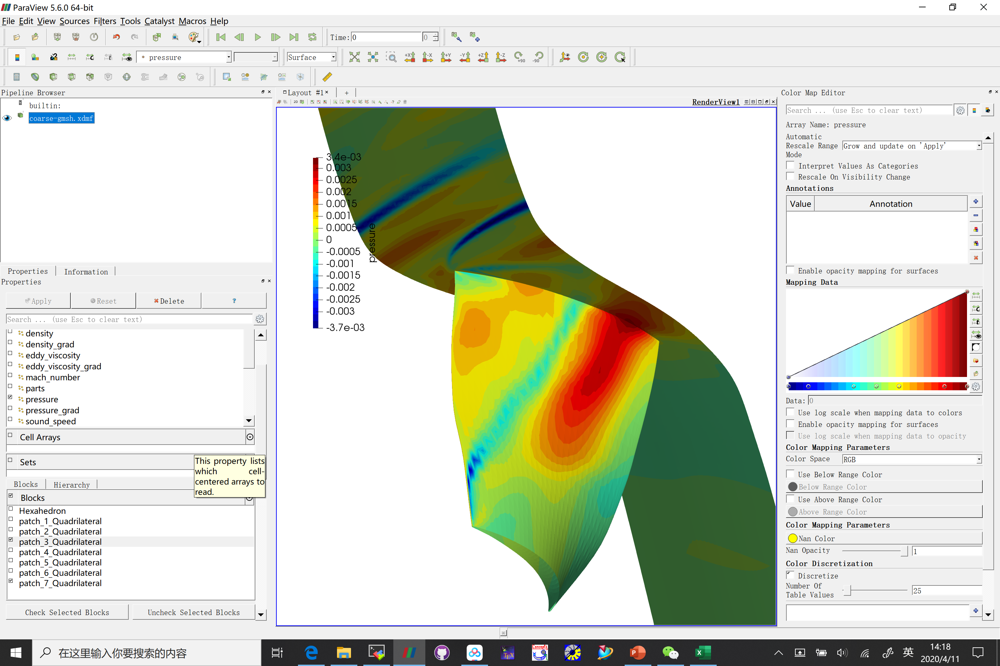 ParaView 5.6.0 64-bit
File Edit View Sources Filters Tools Catalyst Macros Help
Time: 0 0
pressure Surface +X -X +Y -Y +Z -Z +90 -90
Pipeline Browser
builtin:
coarse-gmsh.xdmf
Properties Information
Properties
Apply Reset Delete ?
Search ... (use Esc to clear text)
density
density_grad
eddy_viscosity
eddy_viscosity_grad
mach_number
parts
pressure
pressure_grad
sound_speed
Cell Arrays
Sets
This property lists
which cell-
centered arrays to
read.
Blocks Hierarchy
Blocks
Hexahedron
patch_1_Quadrilateral
patch_2_Quadrilateral
patch_3_Quadrilateral
patch_4_Quadrilateral
patch_5_Quadrilateral
patch_6_Quadrilateral
patch_7_Quadrilateral
Check Selected Blocks Uncheck Selected Blocks
Layout #1 +
2D RenderView1
3.4e-03
0.003
0.0025
0.002
0.0015
0.001
0.0005
0
-0.0005
-0.001
-0.0015
-0.002
-0.0025
-0.003
-3.7e-03
pressure
Color Map Editor
Search ... (use Esc to clear text)
Array Name: pressure
Automatic
Rescale Range Grow and update on 'Apply'
Mode
Interpret Values As Categories
Rescale On Visibility Change
Annotations
Value Annotation
Enable opacity mapping for surfaces
Mapping Data
Data: 0
Use log scale when mapping data to colors
Enable opacity mapping for surfaces
Use log scale when mapping data to opacity
Color Mapping Parameters
Color Space RGB
Use Below Range Color
Below Range Color
Use Above Range Color
Above Range Color
Color Mapping Parameters
Nan Color
Nan Opacity 1
Color Discretization
Discretize
Number Of
Table Values 25
在这里输入你要搜索的内容
TEX
Concepts
英
14:18
2020/4/11